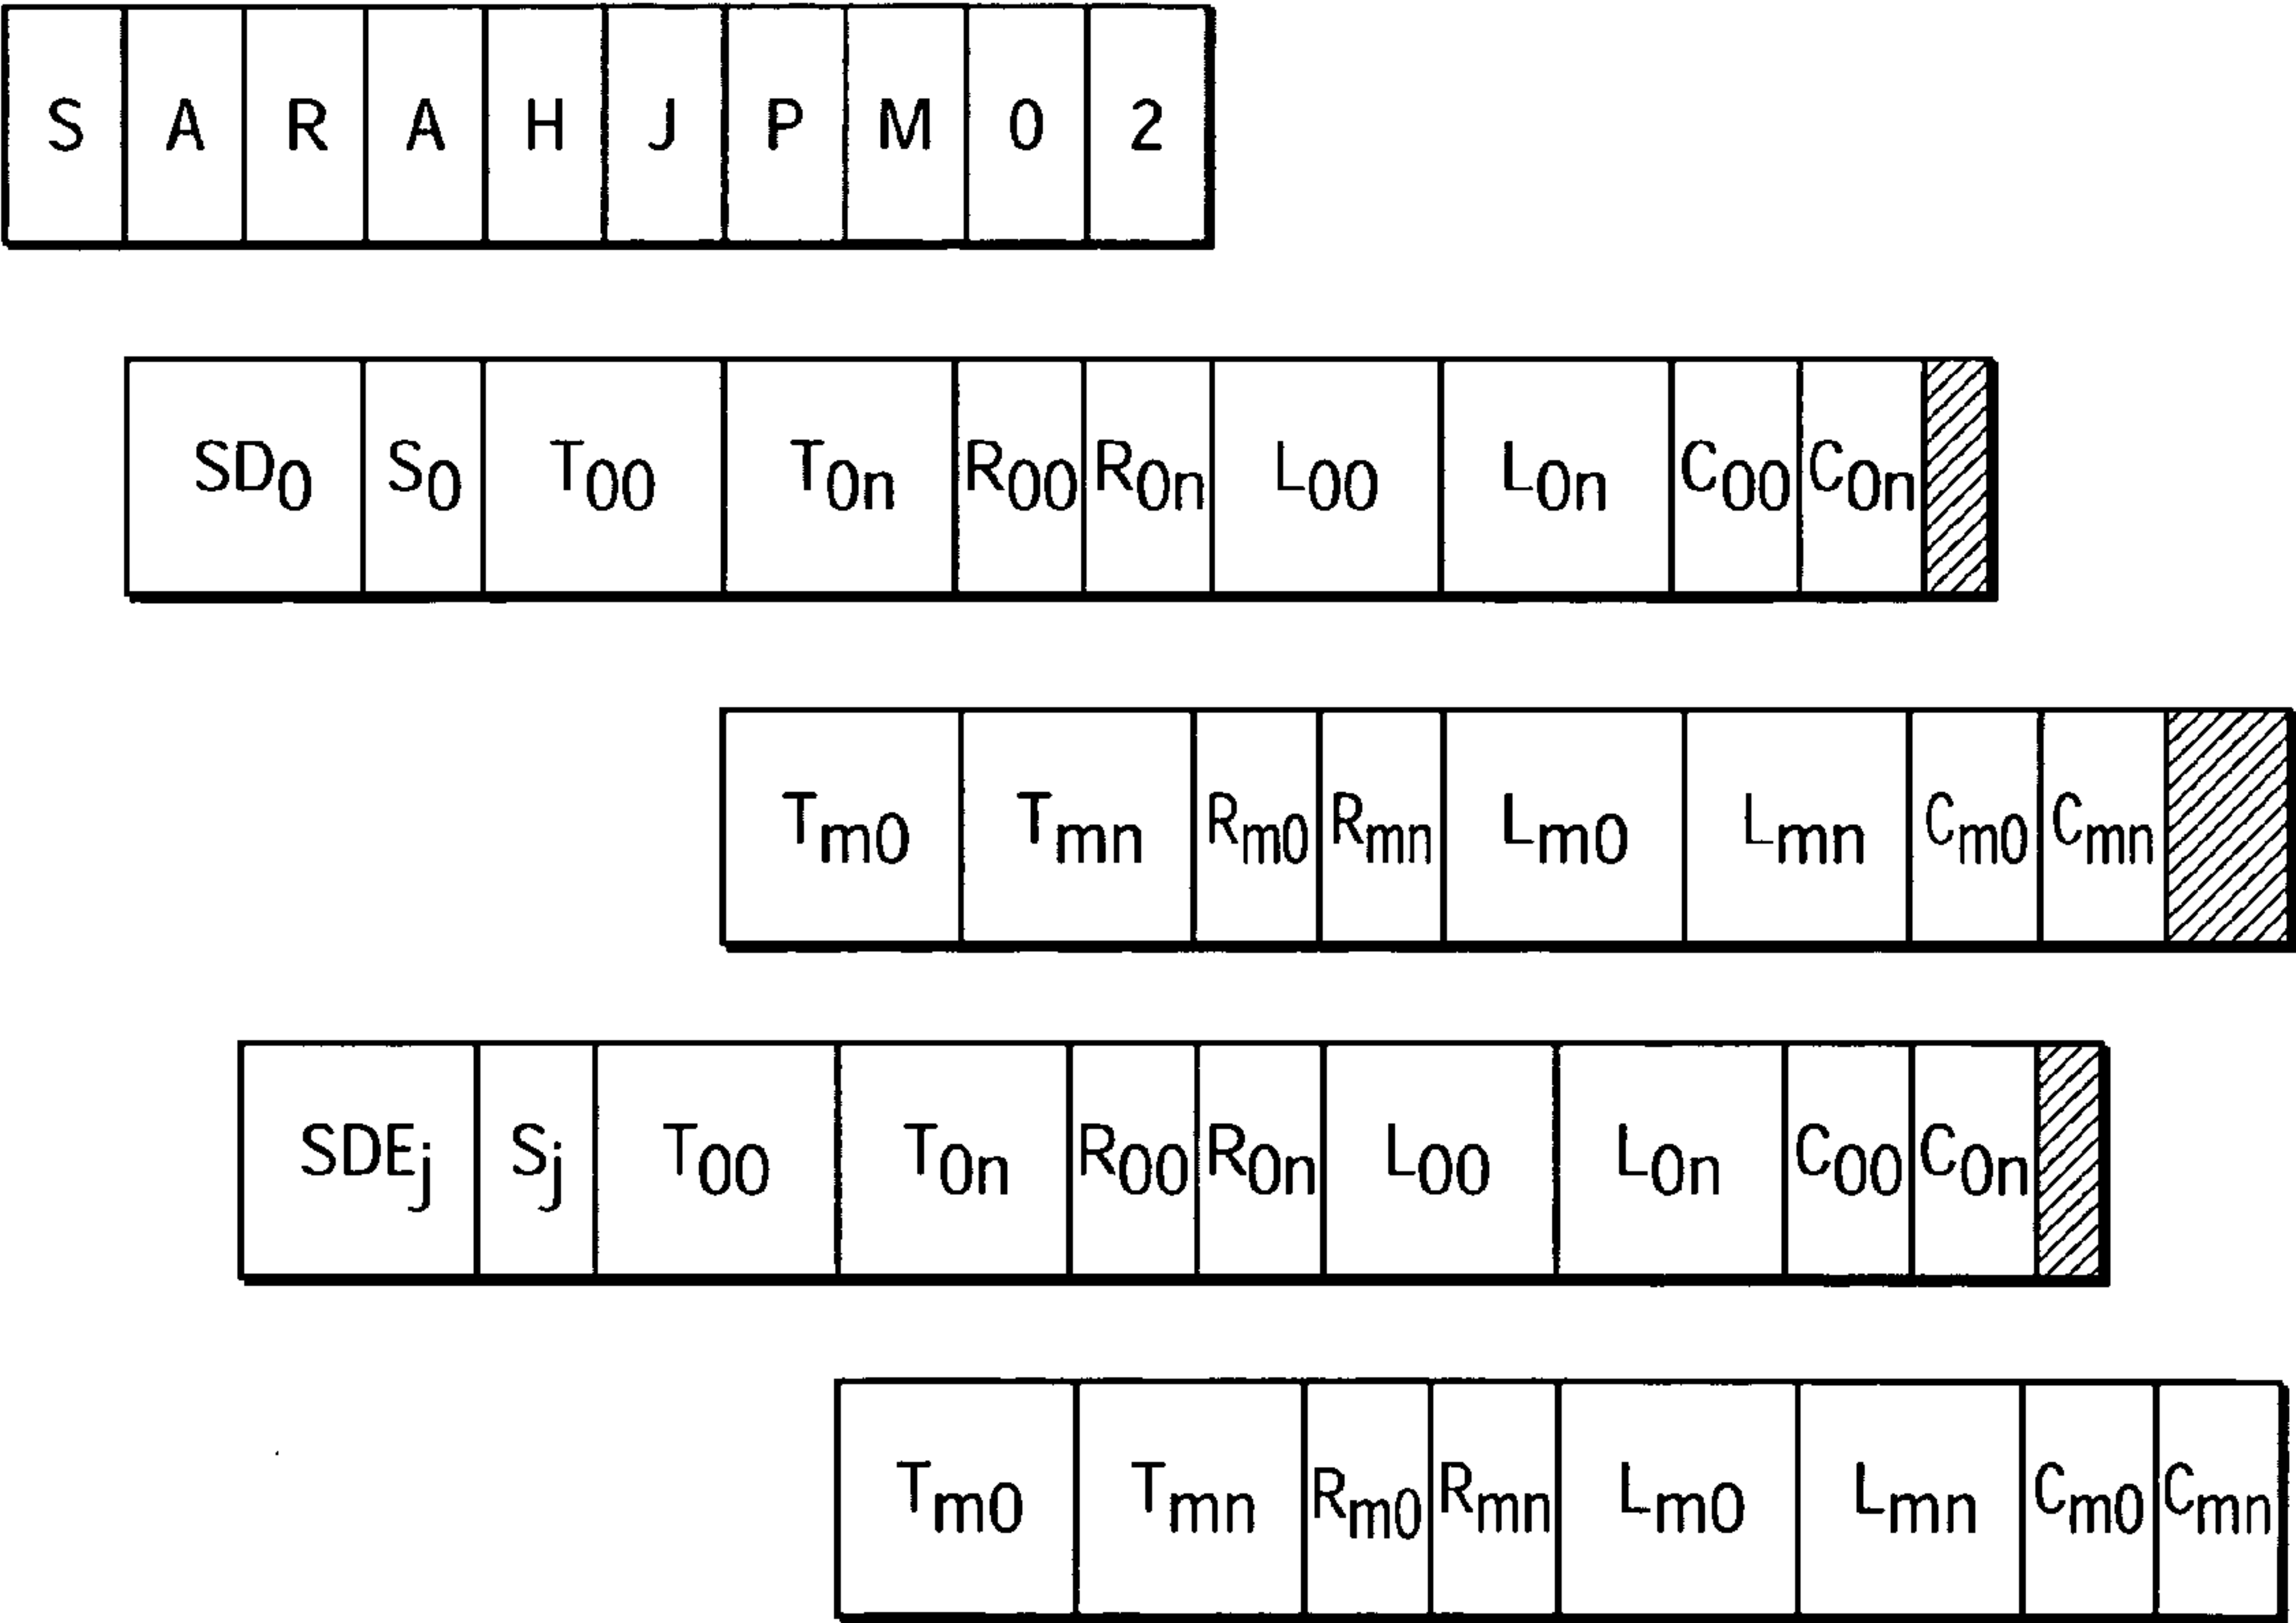 S A R A H J P M 0 2
SD₀ S₀ T₀₀ T₀ₙ R₀₀ R₀ₙ L₀₀ L₀ₙ C₀₀ C₀ₙ
Tₘ₀ Tₘₙ Rₘ₀ Rₘₙ Lₘ₀ Lₘₙ Cₘ₀ Cₘₙ
SDEⱼ Sⱼ T₀₀ T₀ₙ R₀₀ R₀ₙ L₀₀ L₀ₙ C₀₀ C₀ₙ
Tₘ₀ Tₘₙ Rₘ₀ Rₘₙ Lₘ₀ Lₘₙ Cₘ₀ Cₘₙ